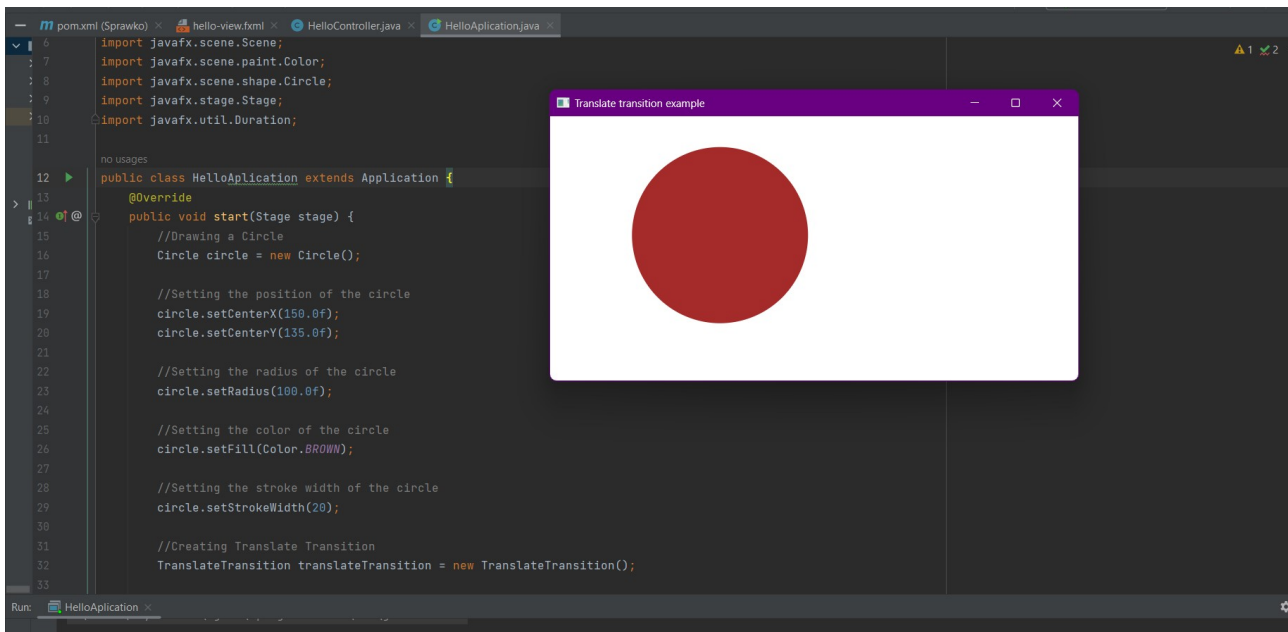 pom.xml (Sprawko) hello-view.fxml HelloController.java HelloAplication.java
6 import javafx.scene.Scene;
1 2
7 import javafx.scene.paint.Color;
8 import javafx.scene.shape.Circle;
9 import javafx.stage.Stage;
10 import javafx.util.Duration;
11
no usages
12 public class HelloAplication extends Application {
13 @Override
14 @ public void start(Stage stage) {
15 //Drawing a Circle
16 Circle circle = new Circle();
17
18 //Setting the position of the circle
19 circle.setCenterX(150.0f);
20 circle.setCenterY(135.0f);
21
22 //Setting the radius of the circle
23 circle.setRadius(100.0f);
24
25 //Setting the color of the circle
26 circle.setFill(Color.BROWN);
27
28 //Setting the stroke width of the circle
29 circle.setStrokeWidth(20);
30
31 //Creating Translate Transition
32 TranslateTransition translateTransition = new TranslateTransition();
33
Translate transition example
Run: HelloAplication